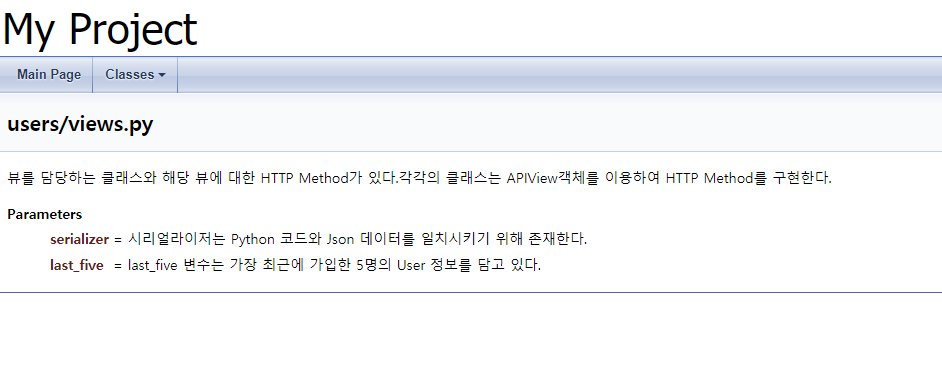 My Project
Main Page Classes
users/views.py
뷰를 담당하는 클래스와 해당 뷰에 대한 HTTP Method가 있다.각각의 클래스는 APIView객체를 이용하여 HTTP Method를 구현한다.
Parameters
serializer = 시리얼라이저는 Python 코드와 Json 데이터를 일치시키기 위해 존재한다.
last_five = last_five 변수는 가장 최근에 가입한 5명의 User 정보를 담고 있다.